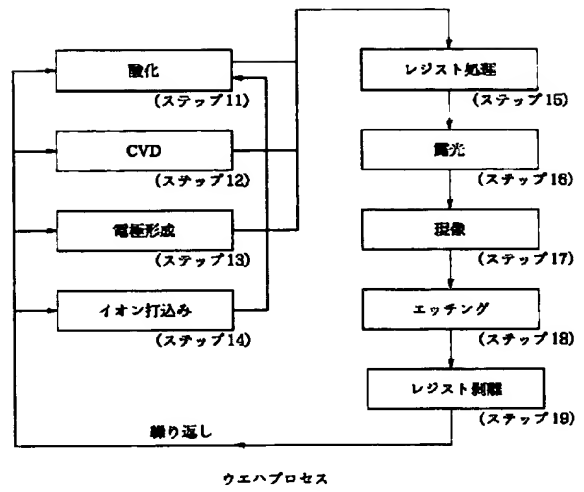 酸化
(ステップ11)
CVD
(ステップ12)
電極形成
(ステップ13)
イオン打込み
(ステップ14)
レジスト処理
(ステップ15)
露光
(ステップ16)
現像
(ステップ17)
エッチング
(ステップ18)
レジスト剥離
(ステップ19)
繰り返し
ウエハプロセス